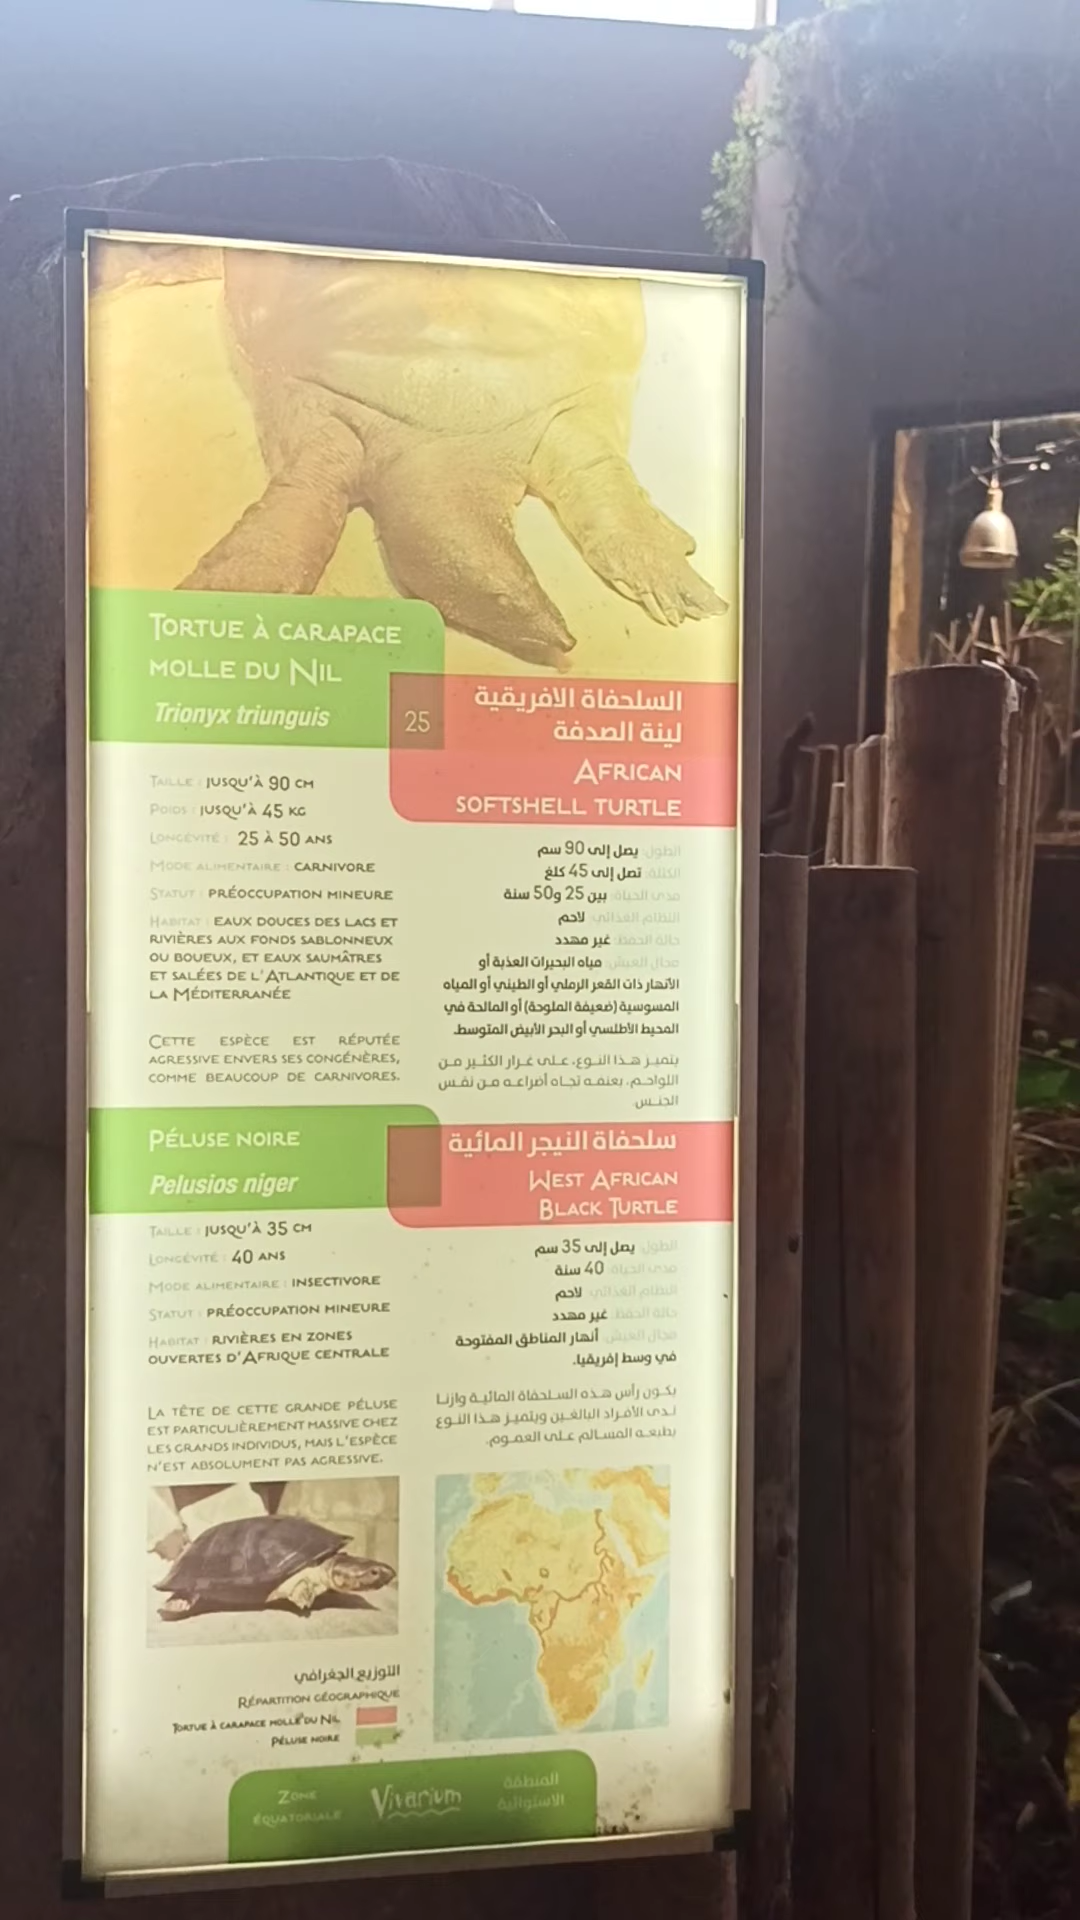 Tortue à carapace
molle du Nil
Trionyx triunguis
25
السلحفاة الافريقية
لينة الصدفة
African
softshell turtle
Taille : jusqu'à 90 cm
Poids : jusqu'à 45 kg
Longévité : 25 à 50 ans
Mode alimentaire : carnivore
Statut : préoccupation mineure
Habitat : eaux douces des lacs et
rivières aux fonds sablonneux
ou boueux, et eaux saumâtres
et salées de l'Atlantique et de
la Méditerranée
Cette espèce est réputée
agressive envers ses congénères,
comme beaucoup de carnivores.
الطول: يصل إلى 90 سم
الكتلة: تصل إلى 45 كلغ
مدى الحياة: بين 25 و50 سنة
النظام الغذائي: لاحم
حالة الحفظ: غير مهدد
مجال العيش: مياه البحيرات العذبة أو
الأنهار ذات القعر الرملي أو الطيني أو المياه
المسوسية (ضعيفة الملوحة) أو المالحة في
المحيط الأطلسي أو البحر الأبيض المتوسط.
يتميز هذا النوع، على غرار الكثير من
اللواحم، بعنفه تجاه أضراعه من نفس
الجنس.
Péluse noire
Pelusios niger
سلحفاة النيجر المائية
West African
Black Turtle
Taille : jusqu'à 35 cm
Longévité : 40 ans
Mode alimentaire : insectivore
Statut : préoccupation mineure
Habitat : rivières en zones
ouvertes d'Afrique centrale
La tête de cette grande péluse
est particulièrement massive chez
les grands individus, mais l'espèce
n'est absolument pas agressive.
الطول: يصل إلى 35 سم
مدى الحياة: 40 سنة
النظام الغذائي: لاحم
حالة الحفظ: غير مهدد
مجال العيش: أنهار المناطق المفتوحة
في وسط إفريقيا.
يكون رأس هذه السلحفاة المائية وازنا
لدى الأفراد البالغين ويتميز هذا النوع
بطبعه المسالم على العموم.
التوزيع الجغرافي
Répartition géographique
Tortue à carapace molle du Nil
Péluse noire
Zone
équatoriale
Vivarium
المنطقة
الاستوائية